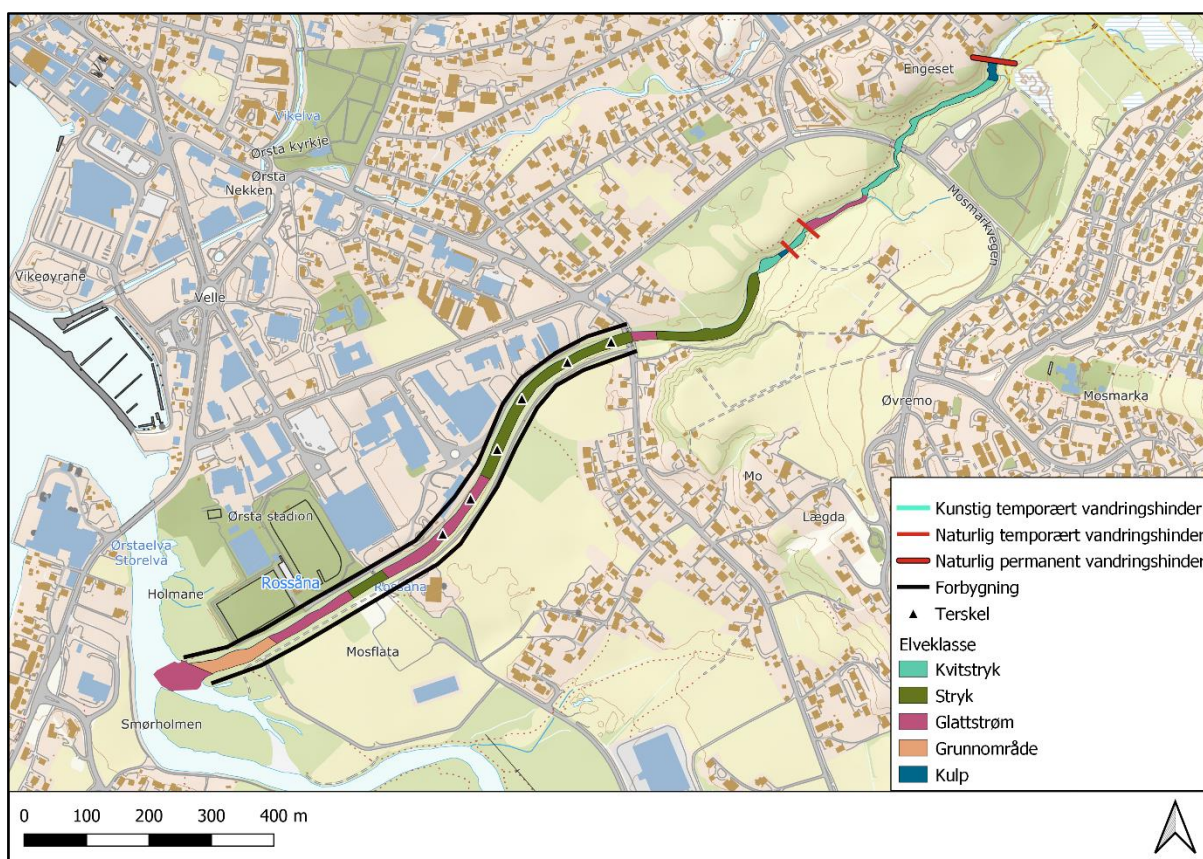 Engeset
Vikelva
Ørsta kyrkje
Ørsta
Nekken
Mosmarkvegen
Vikeøyrane
Velle
Øvremo
Mosmarka
Mo
Lægda
Ørsta stadion
Ørstaelva
Storelva
Rossåna
Rossåna
Holmane
Mosflata
Smørholmen
Kunstig temporært vandringshinder
Naturlig temporært vandringshinder
Naturlig permanent vandringshinder
Forbygning
Terskel
Elveklasse
Kvitstryk
Stryk
Glattstrøm
Grunnområde
Kulp
0 100 200 300 400 m